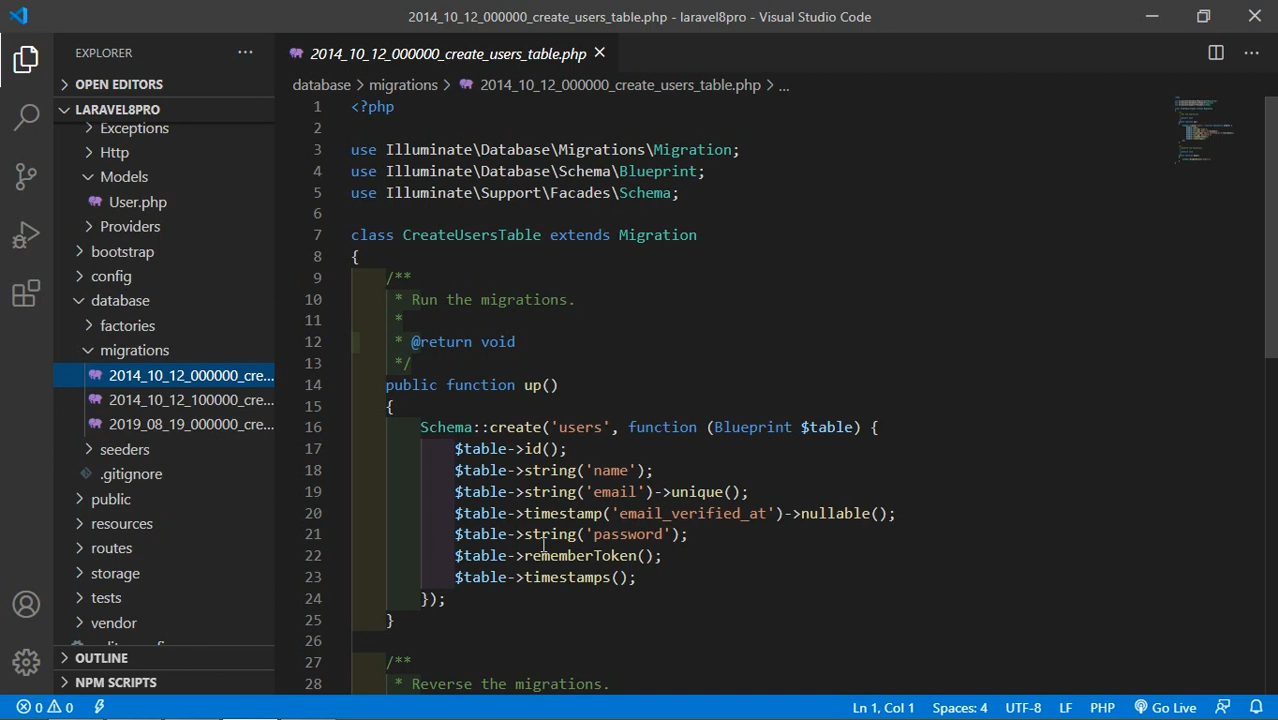 2014_10_12_000000_create_users_table.php - laravel8pro - Visual Studio Code
EXPLORER
OPEN EDITORS
LARAVEL8PRO
Exceptions
Http
Models
User.php
Providers
bootstrap
config
database
factories
migrations
2014_10_12_000000_cre...
2014_10_12_100000_cre...
2019_08_19_000000_cre...
seeders
.gitignore
public
resources
routes
storage
tests
vendor
OUTLINE
NPM SCRIPTS
2014_10_12_000000_create_users_table.php
database > migrations > 2014_10_12_000000_create_users_table.php > ...
1 <?php
2
3 use Illuminate\Database\Migrations\Migration;
4 use Illuminate\Database\Schema\Blueprint;
5 use Illuminate\Support\Facades\Schema;
6
7 class CreateUsersTable extends Migration
8 {
9 /**
10 * Run the migrations.
11 *
12 * @return void
13 */
14 public function up()
15 {
16 Schema::create('users', function (Blueprint $table) {
17 $table->id();
18 $table->string('name');
19 $table->string('email')->unique();
20 $table->timestamp('email_verified_at')->nullable();
21 $table->string('password');
22 $table->rememberToken();
23 $table->timestamps();
24 });
25 }
26
27 /**
28 * Reverse the migrations.
0 0 Ln 1, Col 1 Spaces: 4 UTF-8 LF PHP Go Live